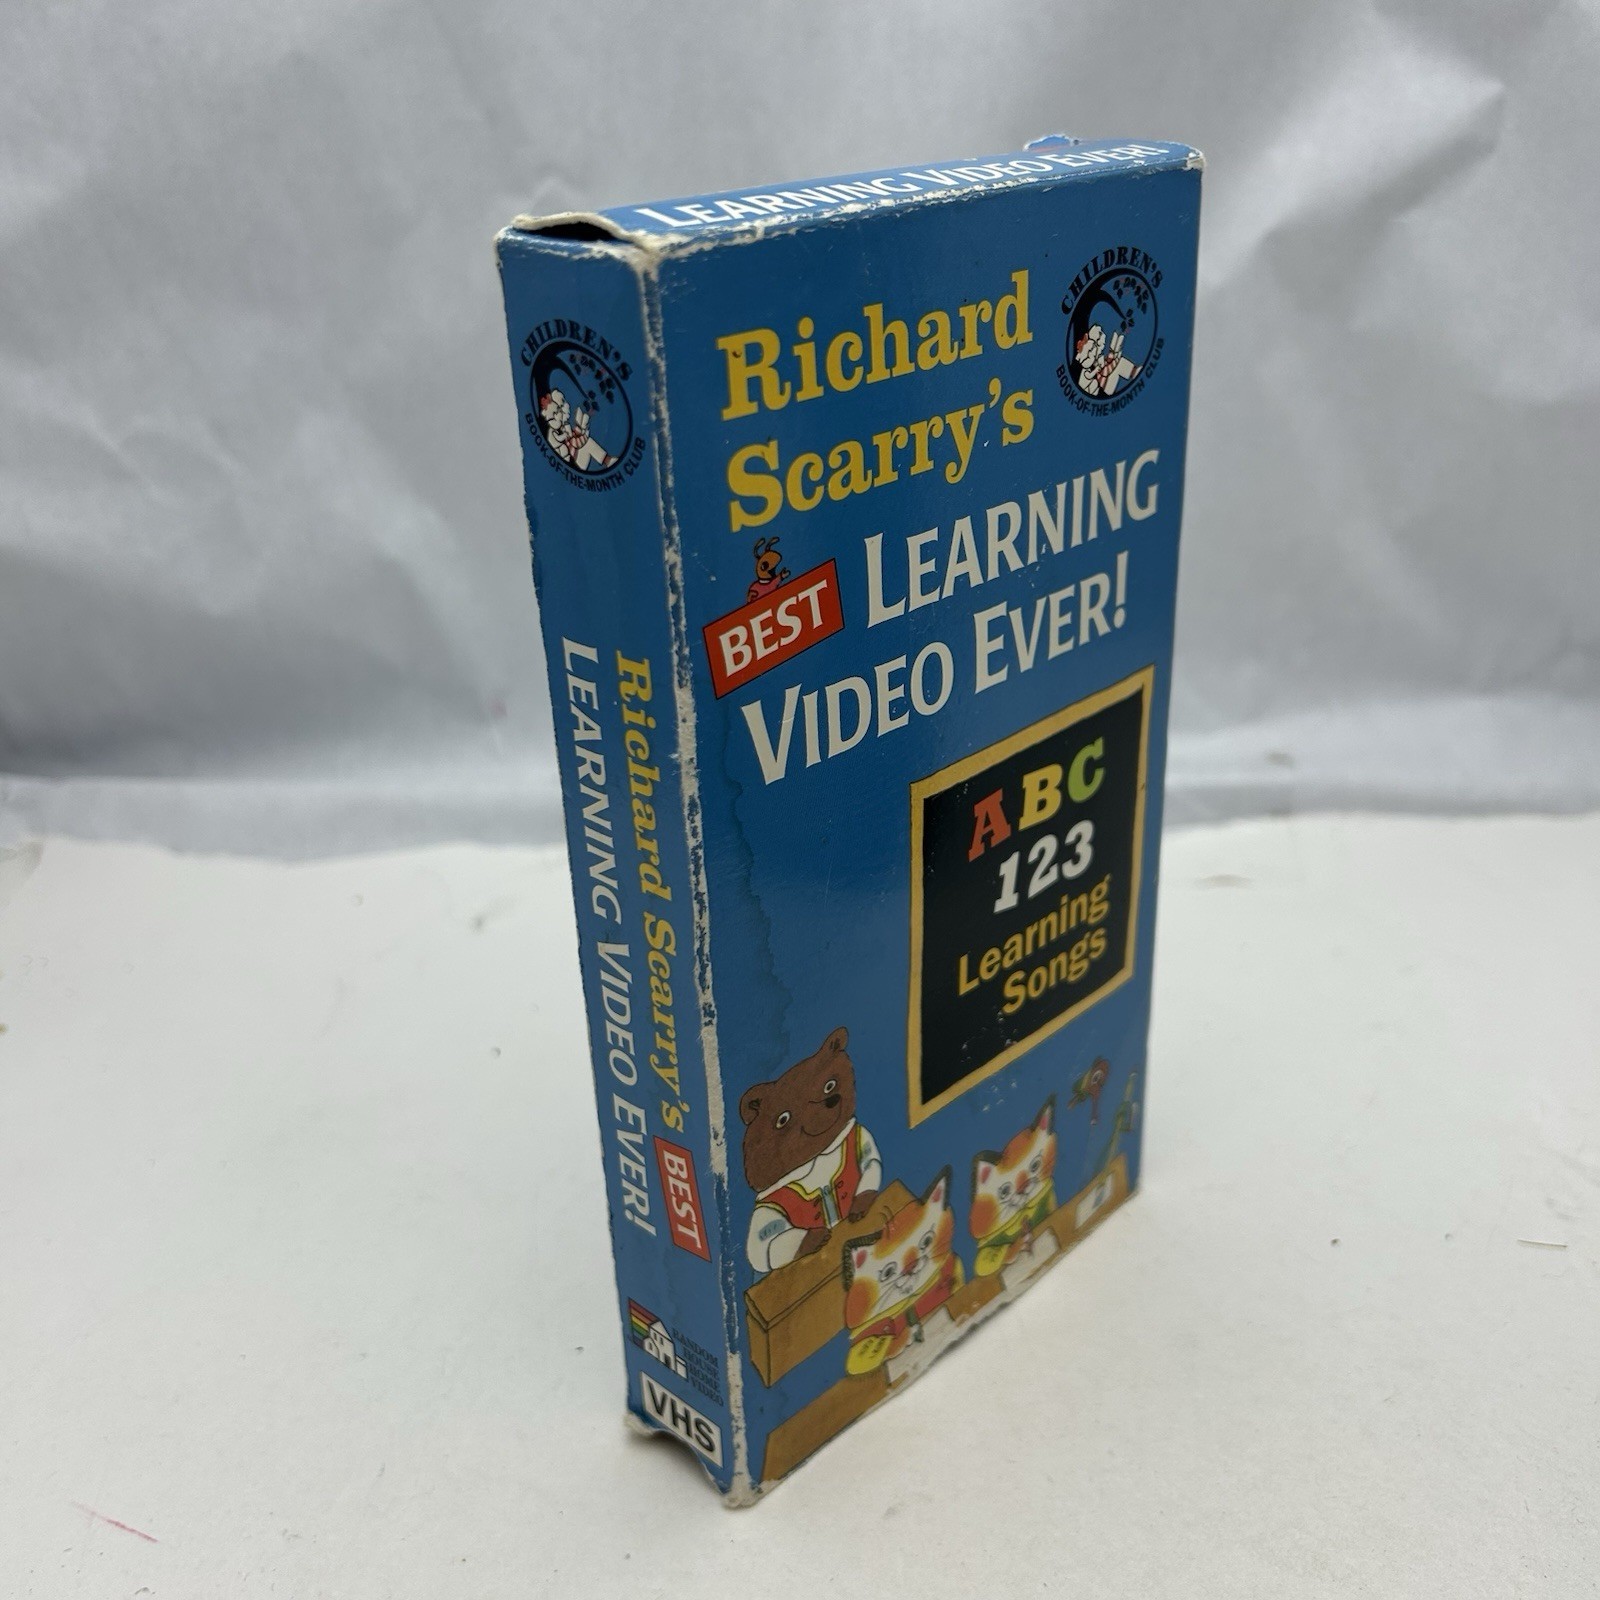 LEARNING VIDEO EVER!
Richard
Scarry's
BEST LEARNING
VIDEO EVER!
CHILDREN'S
BOOK-OF-THE-MONTH CLUB
ABC
123
Learning
Songs
CHILDREN'S
BOOK-OF-THE-MONTH CLUB
Richard Scarry's BEST
LEARNING VIDEO EVER!
RANDOM
HOUSE
HOME
VIDEO
VHS